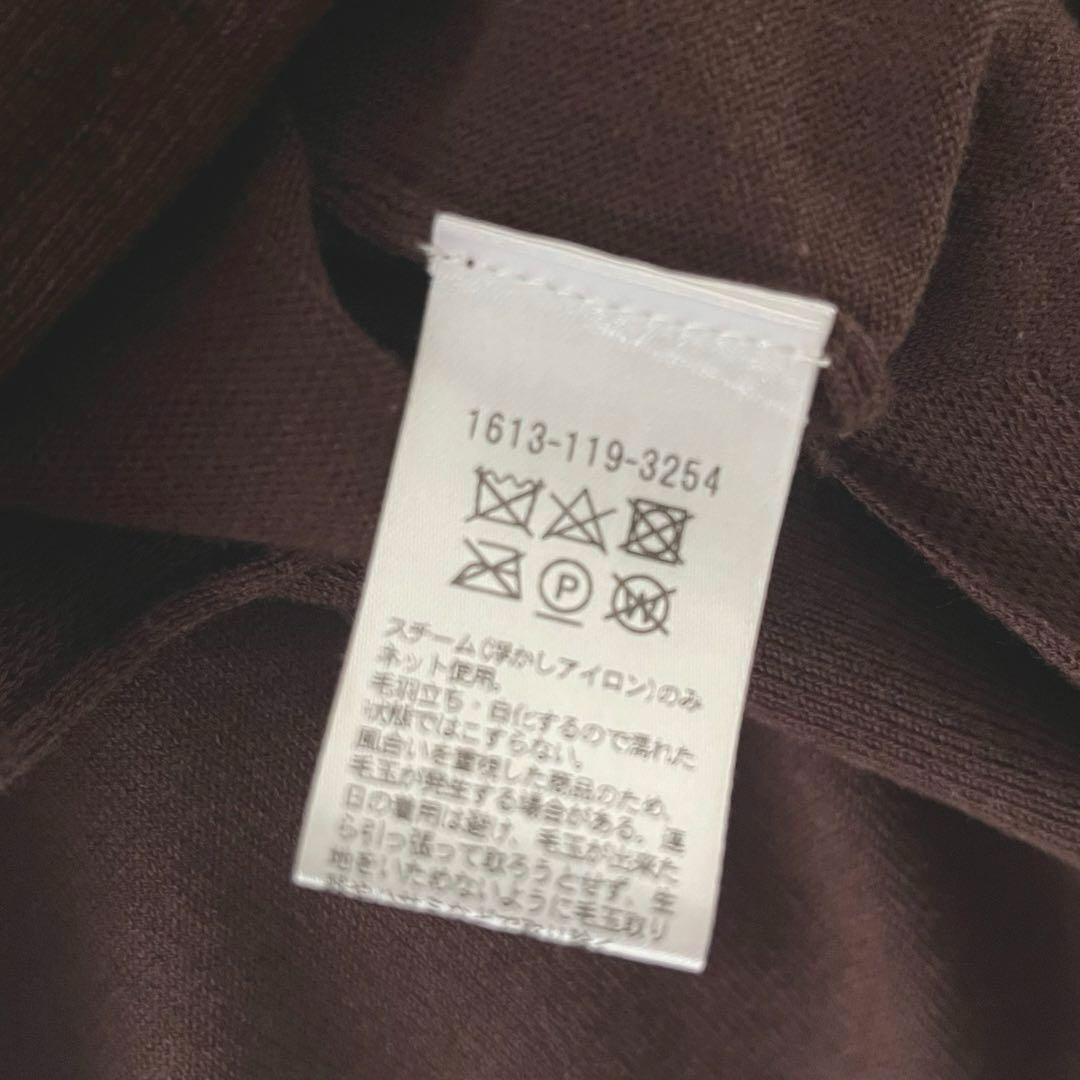 1613-119-3254
P
W
スチーム(浮かしアイロン)のみ
ネット使用。
毛羽立ち・白化するので濡れた
状態ではこすらない。
風合いを重視した商品のため、
毛玉が発生する場合がある。連
日の着用は避け、毛玉が出来た
ら引っ張って取ろうとせず、生
地をいためないように毛玉取り